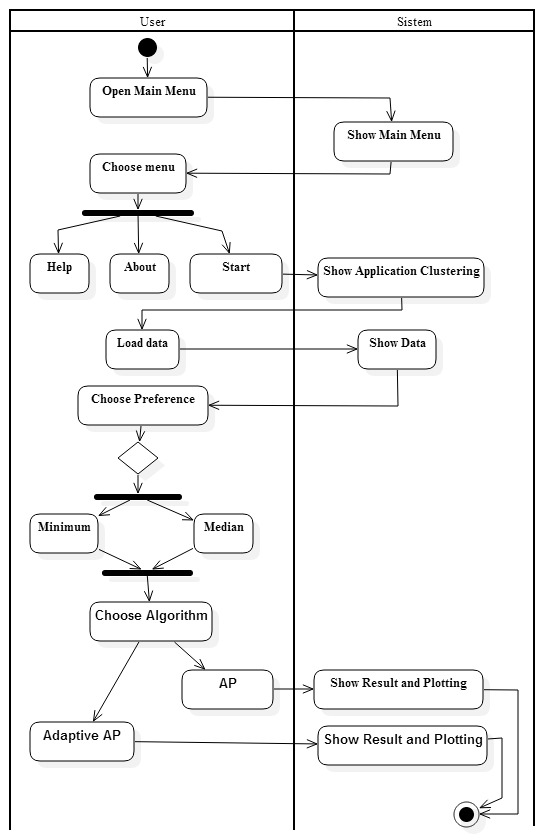 User
Sistem
Open Main Menu
Show Main Menu
Choose menu
Help
About
Start
Show Application Clustering
Load data
Show Data
Choose Preference
Minimum
Median
Choose Algorithm
AP
Show Result and Plotting
Adaptive AP
Show Result and Plotting